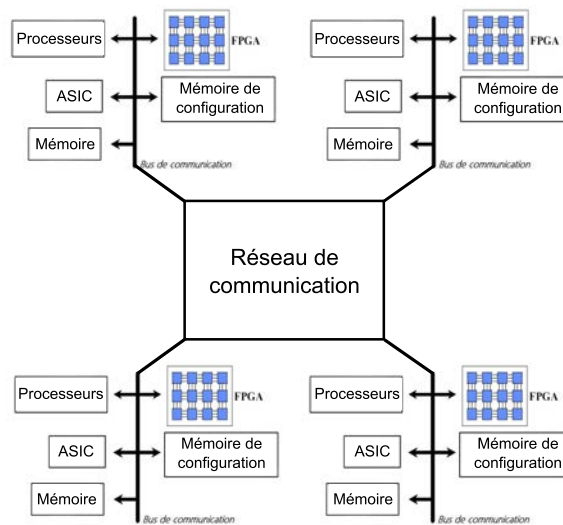 Processeurs
FPGA
ASIC
Mémoire de
configuration
Mémoire
Bus de communication
Processeurs
FPGA
ASIC
Mémoire de
configuration
Mémoire
Bus de communication
Réseau de
communication
Processeurs
FPGA
ASIC
Mémoire de
configuration
Mémoire
Bus de communication
Processeurs
FPGA
ASIC
Mémoire de
configuration
Mémoire
Bus de communication